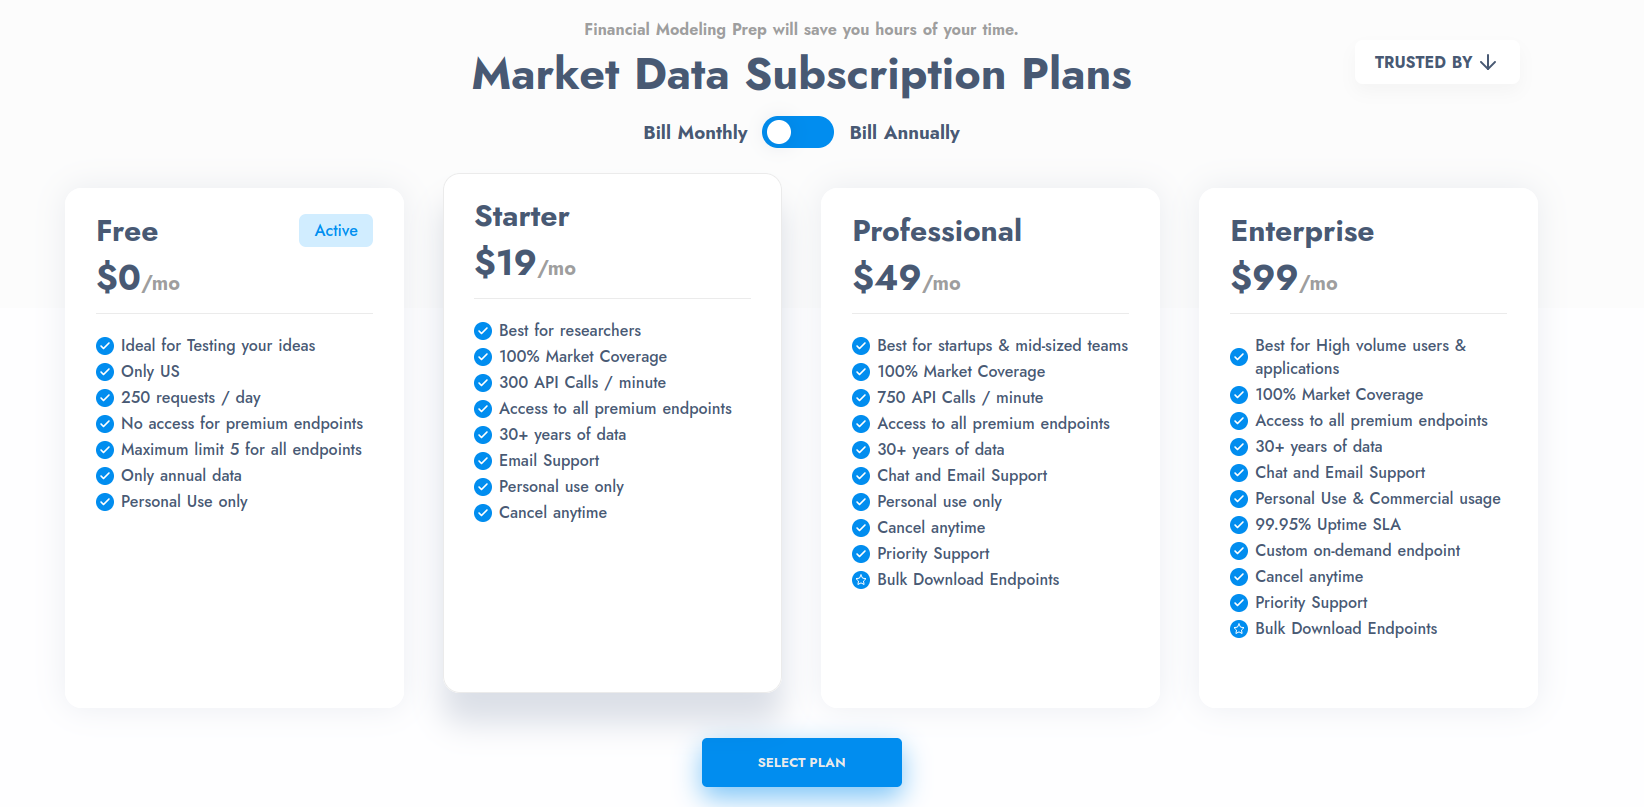 Financial Modeling Prep will save you hours of your time.
Market Data Subscription Plans
TRUSTED BY
Bill Monthly
Bill Annually
Free
Active
$0/mo
Ideal for Testing your ideas
Only US
250 requests / day
No access for premium endpoints
Maximum limit 5 for all endpoints
Only annual data
Personal Use only
Starter
$19/mo
Best for researchers
100% Market Coverage
300 API Calls / minute
Access to all premium endpoints
30+ years of data
Email Support
Personal use only
Cancel anytime
Professional
$49/mo
Best for startups & mid-sized teams
100% Market Coverage
750 API Calls / minute
Access to all premium endpoints
30+ years of data
Chat and Email Support
Personal use only
Cancel anytime
Priority Support
Bulk Download Endpoints
Enterprise
$99/mo
Best for High volume users &
applications
100% Market Coverage
Access to all premium endpoints
30+ years of data
Chat and Email Support
Personal Use & Commercial usage
99.95% Uptime SLA
Custom on-demand endpoint
Cancel anytime
Priority Support
Bulk Download Endpoints
SELECT PLAN